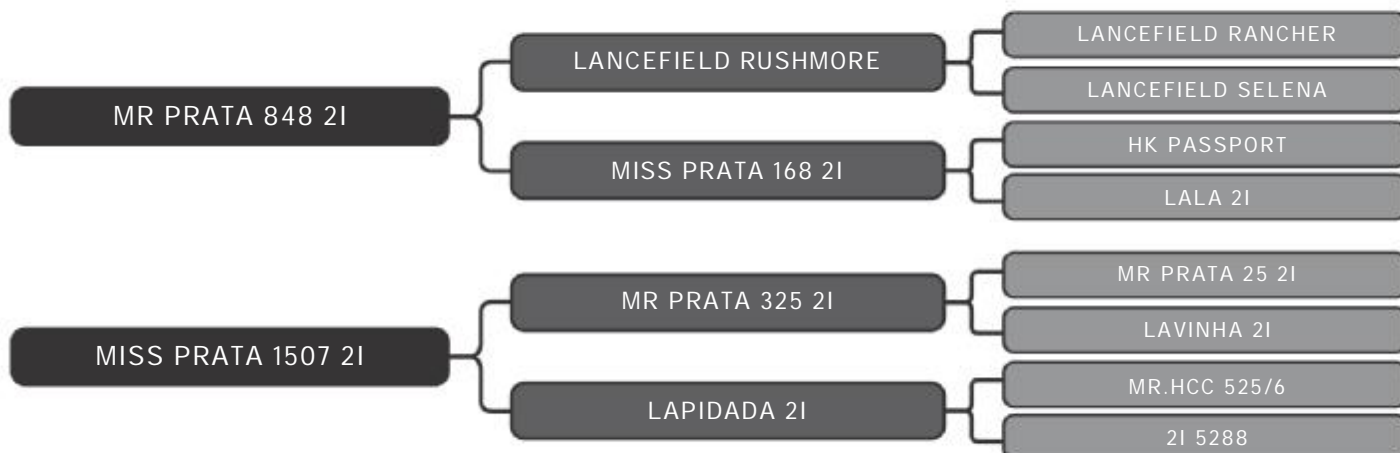 LANCEFIELD RANCHER
LANCEFIELD RUSHMORE
LANCEFIELD SELENA
MR PRATA 848 2I
HK PASSPORT
MISS PRATA 168 2I
LALA 2I
MR PRATA 25 2I
MR PRATA 325 2I
LAVINHA 2I
MISS PRATA 1507 2I
MR.HCC 525/6
LAPIDADA 2I
2I 5288